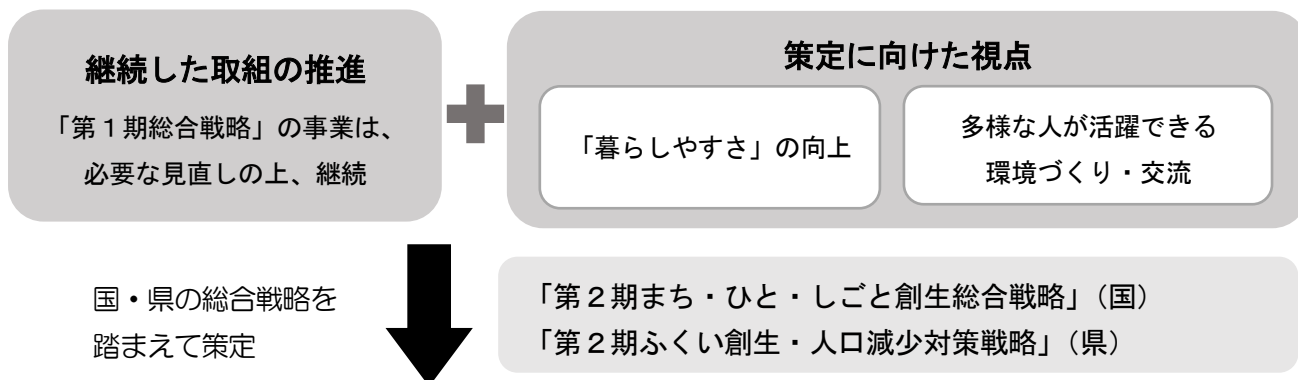 継続した取組の推進
「第１期総合戦略」の事業は、
必要な見直しの上、継続
策定に向けた視点
「暮らしやすさ」の向上
多様な人が活躍できる
環境づくり・交流
国・県の総合戦略を
踏まえて策定
「第２期まち・ひと・しごと創生総合戦略」（国）
「第２期ふくい創生・人口減少対策戦略」（県）